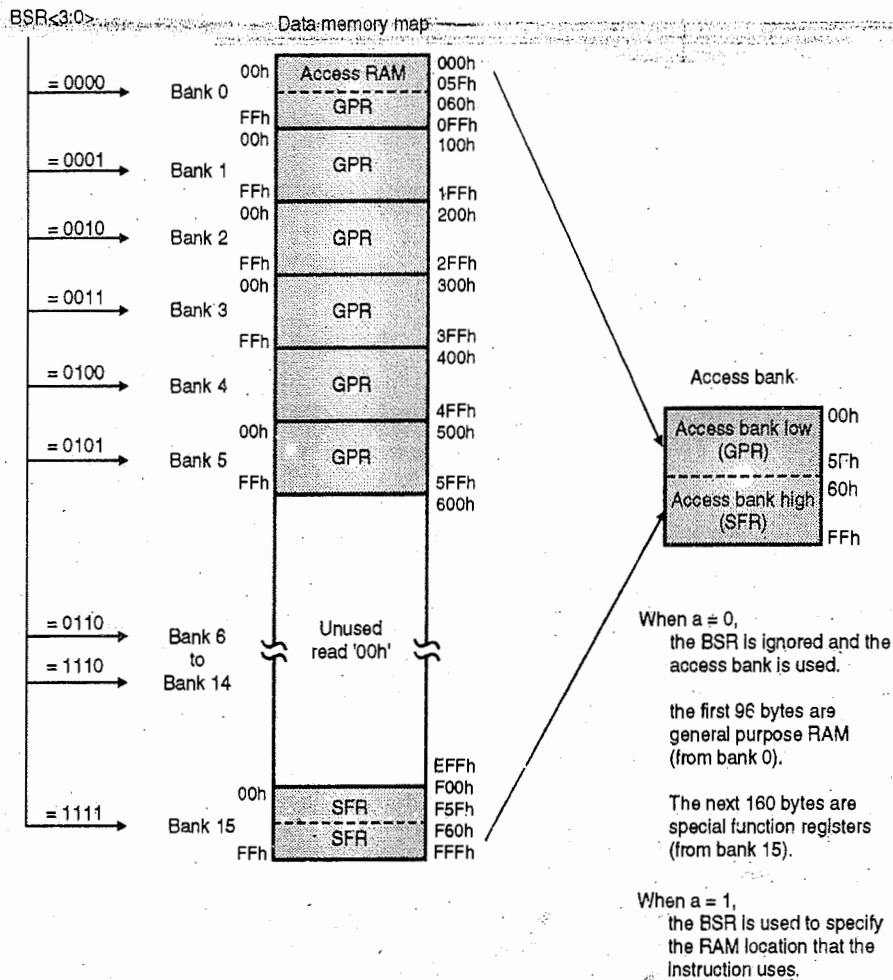 BSR<3:0>
Data memory map
= 0000
Bank 0
00h
FFh
Access RAM
GPR
000h
05Fh
060h
0FFh
= 0001
Bank 1
00h
FFh
GPR
100h
1FFh
= 0010
Bank 2
00h
FFh
GPR
200h
2FFh
= 0011
Bank 3
00h
FFh
GPR
300h
3FFh
= 0100
Bank 4
GPR
400h
4FFh
= 0101
Bank 5
00h
FFh
GPR
500h
5FFh
600h
= 0110
= 1110
Bank 6
to
Bank 14
Unused
read '00h'
EFFh
= 1111
Bank 15
00h
FFh
SFR
SFR
F00h
F5Fh
F60h
FFFh
Access bank
Access bank low
(GPR)
Access bank high
(SFR)
00h
5Fh
60h
FFh
When a = 0,
the BSR is ignored and the
access bank is used.
the first 96 bytes are
general purpose RAM
(from bank 0).
The next 160 bytes are
special function registers
(from bank 15).
When a = 1,
the BSR is used to specify
the RAM location that the
instruction uses.